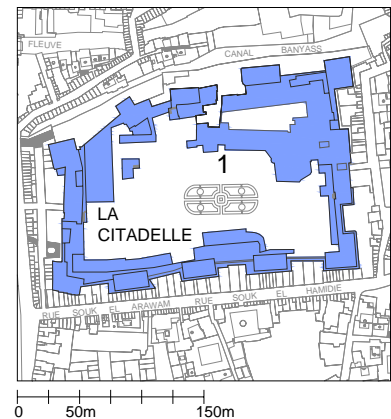 FLEUVE
CANAL BANYASS
1
LA
CITADELLE
RUE SOUK EL ARAWAM RUE SOUK EL HAMIDIE
0 50m 150m